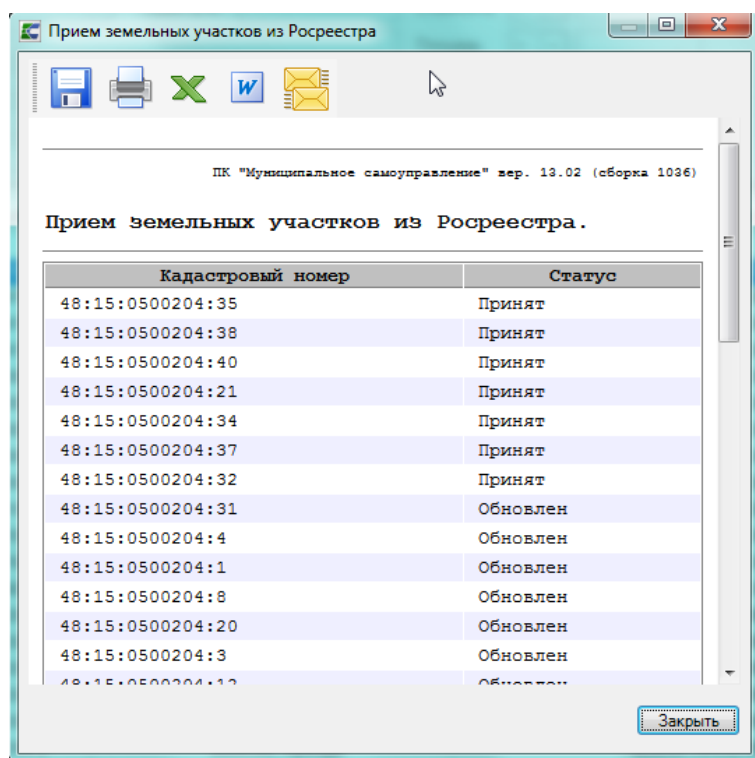 Прием земельных участков из Росреестра
ПК "Муниципальное самоуправление" вер. 13.02 (сборка 1036)
Прием земельных участков из Росреестра.
Кадастровый номер Статус
48:15:0500204:35 Принят
48:15:0500204:38 Принят
48:15:0500204:40 Принят
48:15:0500204:21 Принят
48:15:0500204:34 Принят
48:15:0500204:37 Принят
48:15:0500204:32 Принят
48:15:0500204:31 Обновлен
48:15:0500204:4 Обновлен
48:15:0500204:1 Обновлен
48:15:0500204:8 Обновлен
48:15:0500204:20 Обновлен
48:15:0500204:3 Обновлен
Обновлен
Закрыть